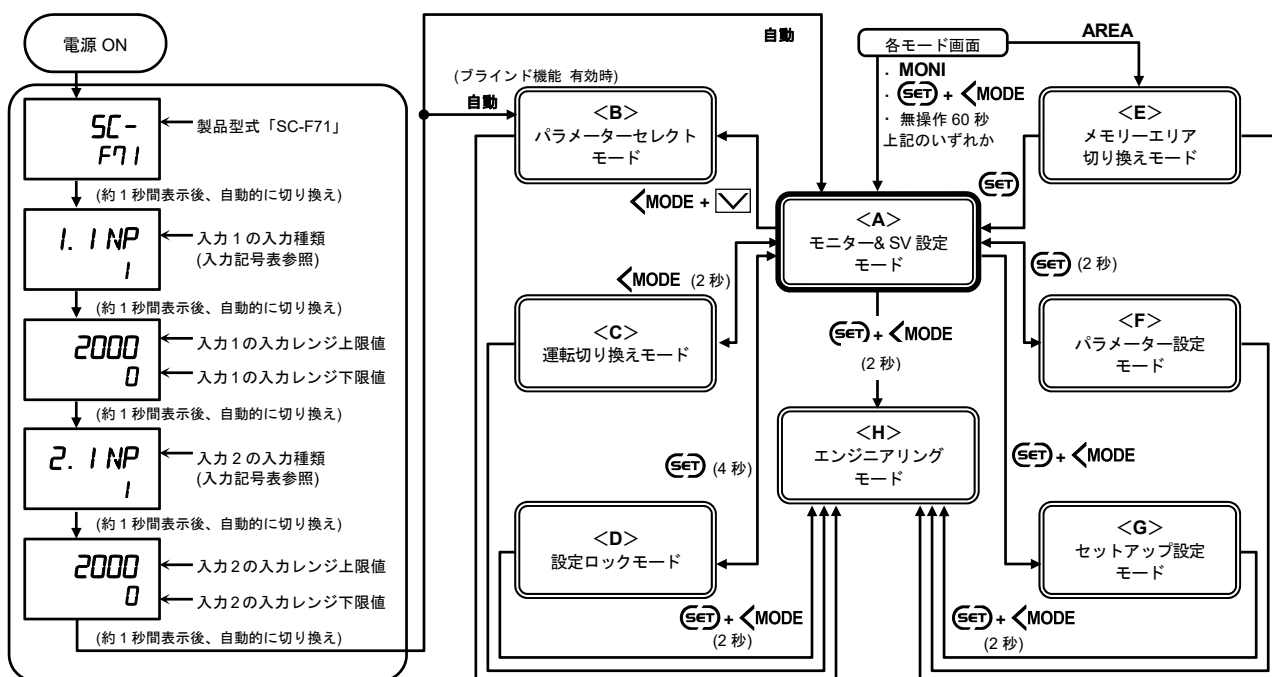 電源 ON
SC-
F71
製品型式「SC-F71」
(約 1 秒間表示後、自動的に切り換え)
1. INP
1
入力 1 の入力種類
(入力記号表参照)
(約 1 秒間表示後、自動的に切り換え)
2000
0
入力1の入力レンジ上限値
入力1の入力レンジ下限値
(約 1 秒間表示後、自動的に切り換え)
2. INP
1
入力 2 の入力種類
(入力記号表参照)
(約 1 秒間表示後、自動的に切り換え)
2000
0
入力2の入力レンジ上限値
入力2の入力レンジ下限値
(約 1 秒間表示後、自動的に切り換え)
自動
(ブラインド機能 有効時)
自動
<B>
パラメーターセレクト
モード
MODE +
MODE (2 秒)
<C>
運転切り換えモード
SET (4 秒)
<D>
設定ロックモード
SET + MODE
(2 秒)
各モード画面
AREA
・ MONI
・ SET + MODE
・ 無操作 60 秒
上記のいずれか
<A>
モニター& SV 設定
モード
SET + MODE
(2 秒)
<H>
エンジニアリング
モード
<E>
メモリーエリア
切り換えモード
SET
SET (2 秒)
<F>
パラメーター設定
モード
SET + MODE
<G>
セットアップ設定
モード
SET + MODE
(2 秒)